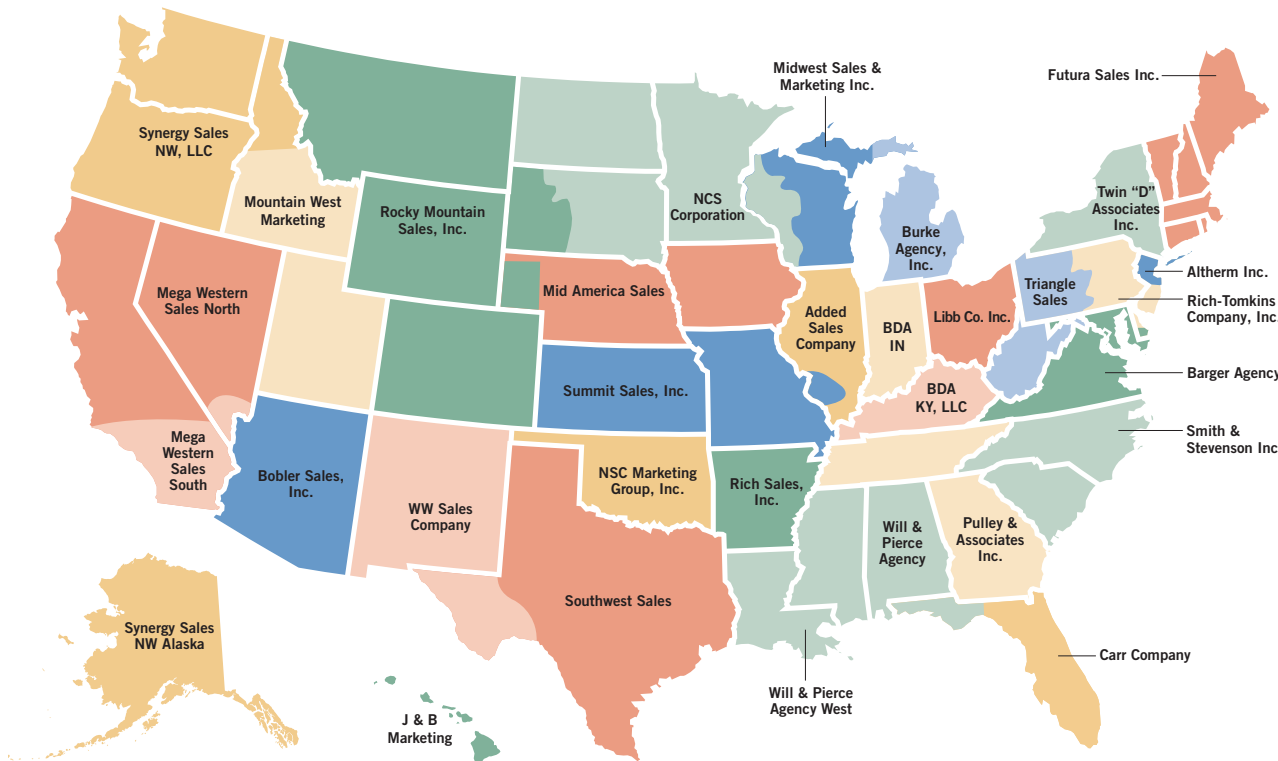 Midwest Sales &
Marketing Inc.
Futura Sales Inc.
Synergy Sales
NW, LLC
Mountain West
Marketing
Rocky Mountain
Sales, Inc.
NCS
Corporation
Twin “D”
Associates
Inc.
Burke
Agency,
Inc.
Altherm Inc.
Mega Western
Sales North
Mid America Sales
Triangle
Sales
Rich-Tomkins
Company, Inc
Added
Sales
Company
BDA
IN
Libb Co. Inc.
Summit Sales, Inc.
BDA
KY, LLC
Barger Agency
Mega
Western
Sales
South
Smith &
Stevenson Inc
Bobler Sales,
Inc.
NSC Marketing
Group, Inc.
Rich Sales,
Inc.
WW Sales
Company
Will &
Pierce
Agency
Pulley &
Associates
Inc.
Southwest Sales
Synergy Sales
NW Alaska
Carr Company
Will & Pierce
Agency West
J & B
Marketing